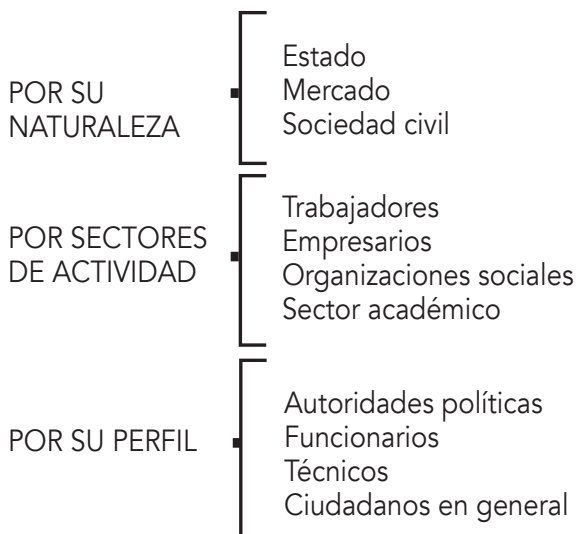 POR SU
NATURALEZA
Estado
Mercado
Sociedad civil
POR SECTORES
DE ACTIVIDAD
Trabajadores
Empresarios
Organizaciones sociales
Sector académico
POR SU PERFIL
Autoridades políticas
Funcionarios
Técnicos
Ciudadanos en general